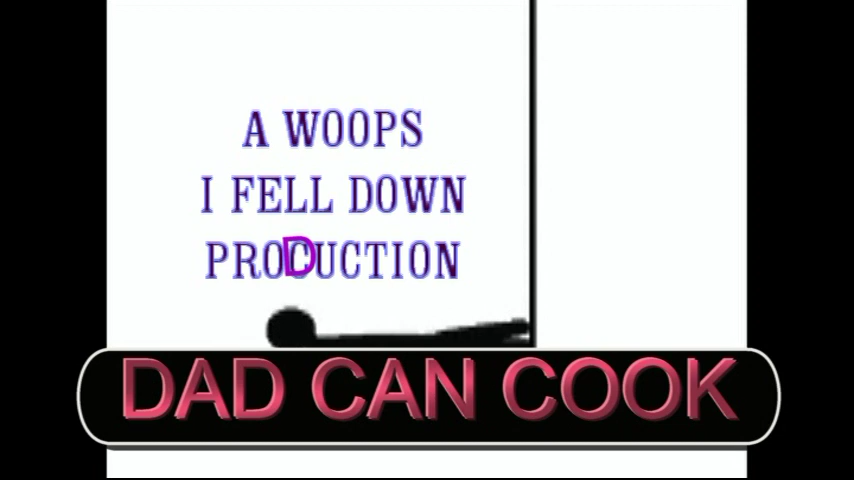 A WOOPS
I FELL DOWN
PRODUCTION
DAD CAN COOK